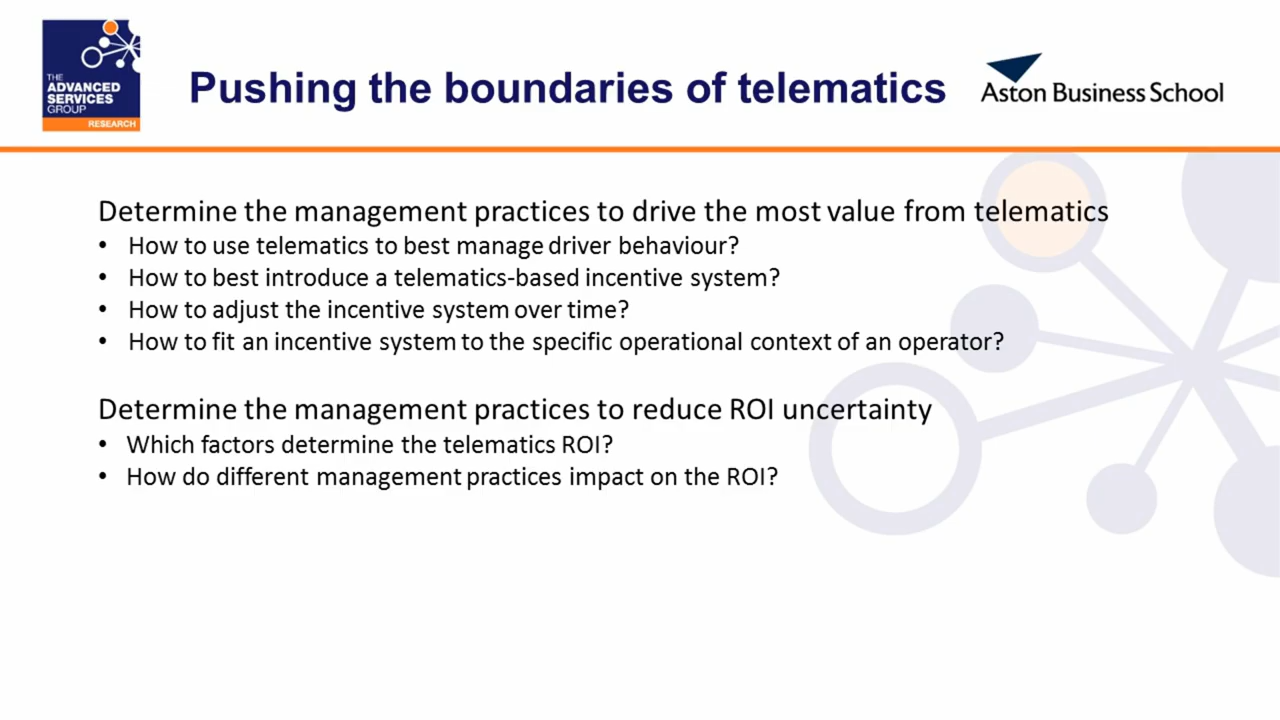 THE
ADVANCED
SERVICES
GROUP
RESEARCH
Pushing the boundaries of telematics
Aston Business School
Determine the management practices to drive the most value from telematics
• How to use telematics to best manage driver behaviour?
• How to best introduce a telematics-based incentive system?
• How to adjust the incentive system over time?
• How to fit an incentive system to the specific operational context of an operator?
Determine the management practices to reduce ROI uncertainty
• Which factors determine the telematics ROI?
• How do different management practices impact on the ROI?